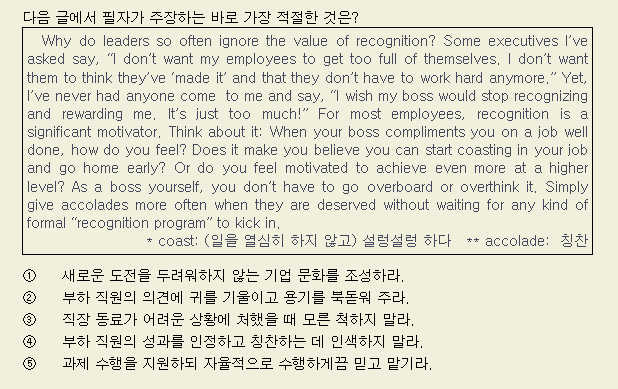 다음 글에서 필자가 주장하는 바로 가장 적절한 것은?
Why do leaders so often ignore the value of recognition? Some executives I’ve
asked say, “I don’t want my employees to get too full of themselves. I don’t want
them to think they’ve ‘made it’ and that they don’t have to work hard anymore.” Yet,
I’ve never had anyone come to me and say, “I wish my boss would stop recognizing
and rewarding me. It’s just too much!” For most employees, recognition is a
significant motivator. Think about it: When your boss compliments you on a job well
done, how do you feel? Does it make you believe you can start coasting in your job
and go home early? Or do you feel motivated to achieve even more at a higher
level? As a boss yourself, you don’t have to go overboard or overthink it. Simply
give accolades more often when they are deserved without waiting for any kind of
formal “recognition program” to kick in.
* coast: (일을 열심히 하지 않고) 설렁설렁 하다 ** accolade: 칭찬
① 새로운 도전을 두려워하지 않는 기업 문화를 조성하라.
② 부하 직원의 의견에 귀를 기울이고 용기를 북돋워 주라.
③ 직장 동료가 어려운 상황에 처했을 때 모른 척하지 말라.
④ 부하 직원의 성과를 인정하고 칭찬하는 데 인색하지 말라.
⑤ 과제 수행을 지원하되 자율적으로 수행하게끔 믿고 맡기라.